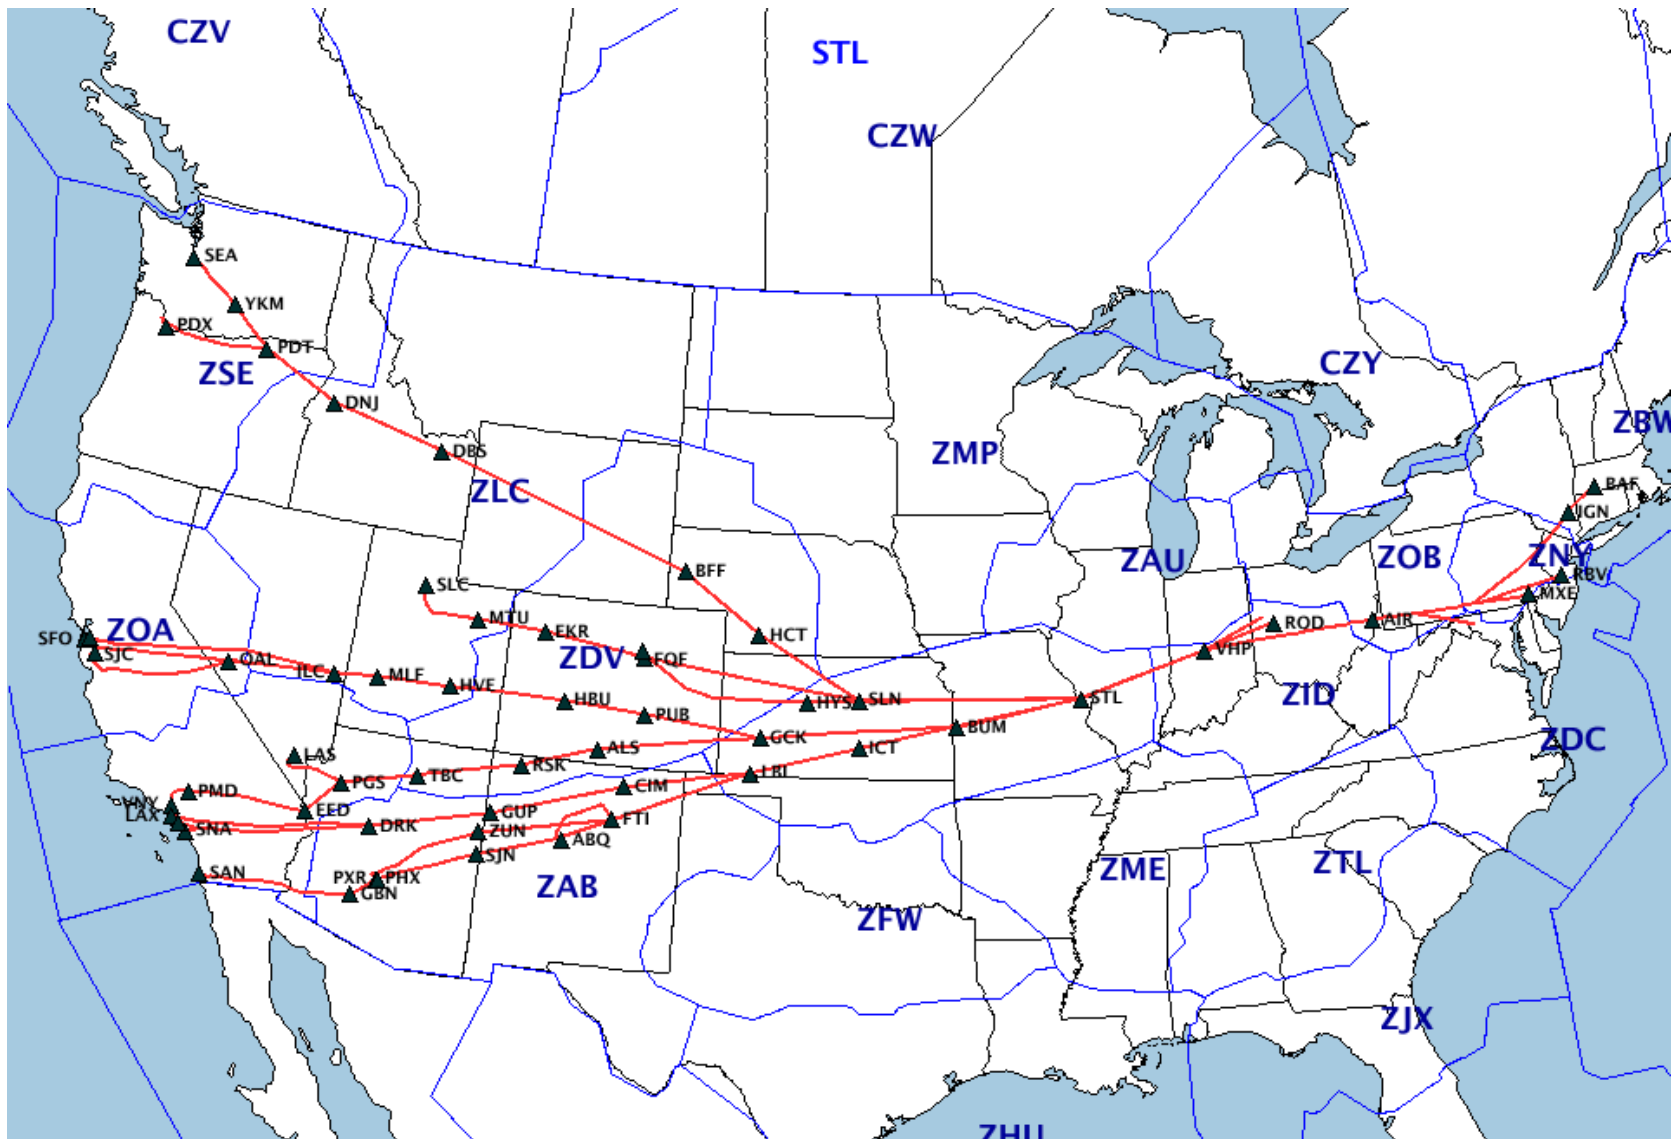 CZV
STL
CZW
SEA
YKM
PDX
PDT
ZSE
CZY
DNJ
ZBW
DBS
ZMP
ZLC
BAF
IGN
ZAU
ZOB
ZNY
BFF
RBV
SLC
MXE
MTU
ROD
AIR
EKR
HCT
SFO
ZOA
SJC
OAL
ZDV
FQF
VHP
ILC
MLF
HVE
HBU
HYS
SLN
STL
ZID
PUB
BUM
GCK
ICT
ZDC
LAS
ALS
RSK
TBC
PGS
LBL
CIM
PMD
VNY
LAX
EED
GUP
FTI
SNA
DRK
ZUN
ABQ
SJN
SAN
PXR
PHX
GBN
ZAB
ZME
ZTL
ZFW
ZJX
ZHU